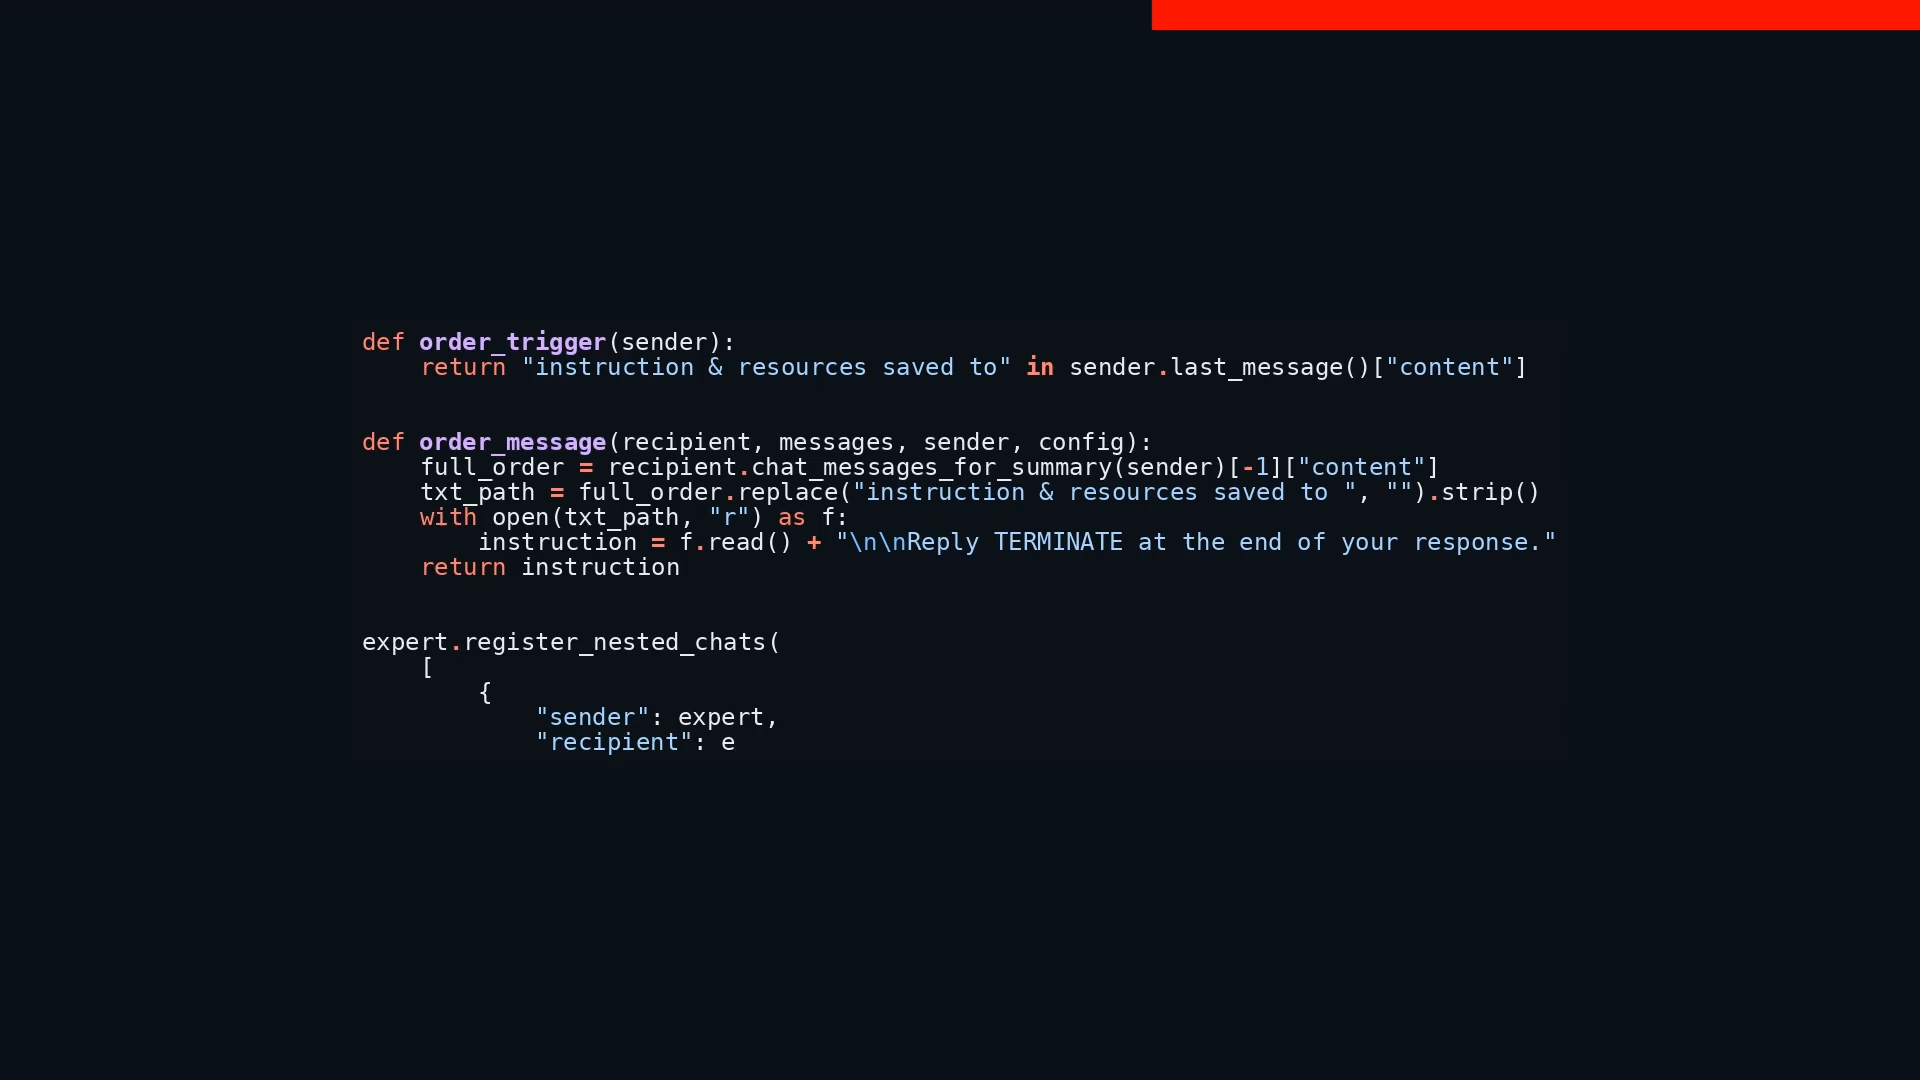 def order_trigger(sender):
    return "instruction & resources saved to" in sender.last_message()["content"]
def order_message(recipient, messages, sender, config):
    full_order = recipient.chat_messages_for_summary(sender)[-1]["content"]
    txt_path = full_order.replace("instruction & resources saved to ", "").strip()
    with open(txt_path, "r") as f:
        instruction = f.read() + "\n\nReply TERMINATE at the end of your response."
    return instruction
expert.register_nested_chats(
    [
        {
            "sender": expert,
            "recipient": e